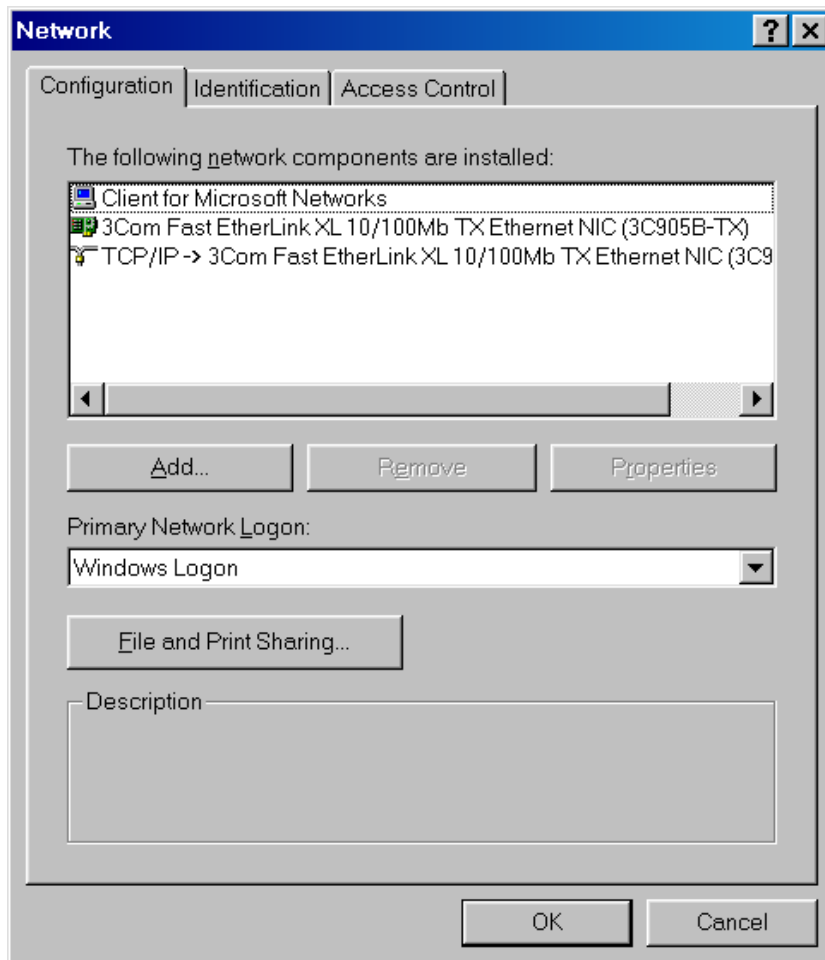 Network
Configuration Identification Access Control
The following network components are installed:
Client for Microsoft Networks
3Com Fast EtherLink XL 10/100Mb TX Ethernet NIC (3C905B-TX)
TCP/IP -> 3Com Fast EtherLink XL 10/100Mb TX Ethernet NIC (3C9
Add... Remove Properties
Primary Network Logon:
Windows Logon
File and Print Sharing...
Description
OK Cancel